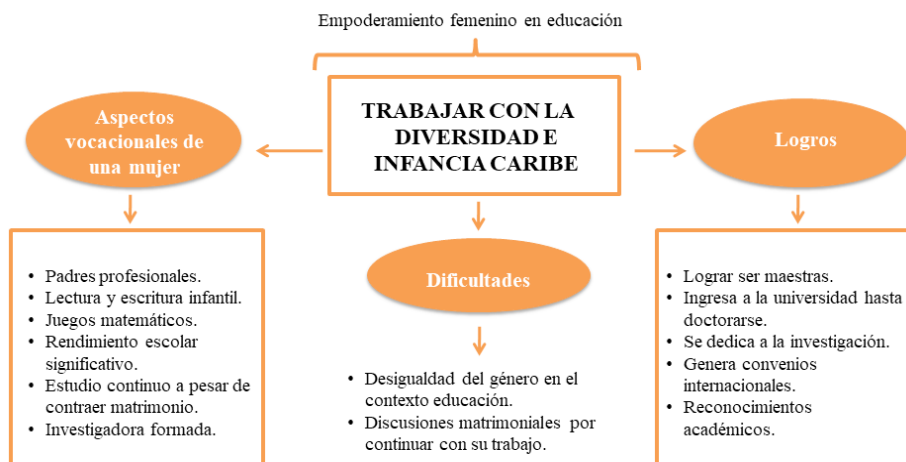 Empoderamiento femenino en educación
TRABAJAR CON LA
DIVERSIDAD E
INFANCIA CARIBE
Aspectos
vocacionales de
una mujer
• Padres profesionales.
• Lectura y escritura infantil.
• Juegos matemáticos.
• Rendimiento escolar
significativo.
• Estudio continuo a pesar de
contraer matrimonio.
• Investigadora formada.
Dificultades
• Desigualdad del género en el
contexto educación.
• Discusiones matrimoniales por
continuar con su trabajo.
Logros
• Lograr ser maestras.
• Ingresa a la universidad hasta
doctorarse.
• Se dedica a la investigación.
• Genera convenios
internacionales.
• Reconocimientos
académicos.